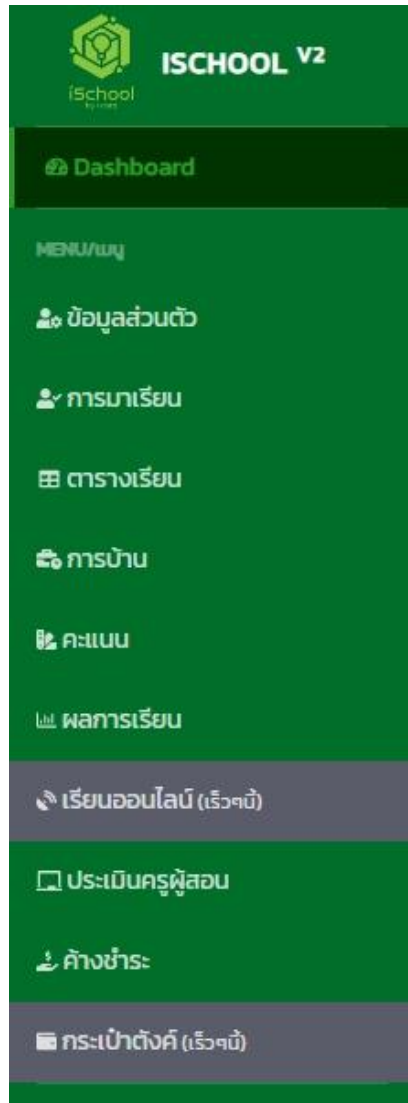 iSchool
ISCHOOL V2
Dashboard
MENU/เมนู
ข้อมูลส่วนตัว
การมาเรียน
ตารางเรียน
การบ้าน
คะแนน
ผลการเรียน
เรียนออนไลน์ (เร็วๆนี้)
ประเมินครูผู้สอน
ค้างชำระ
กระเป๋าตังค์ (เร็วๆนี้)